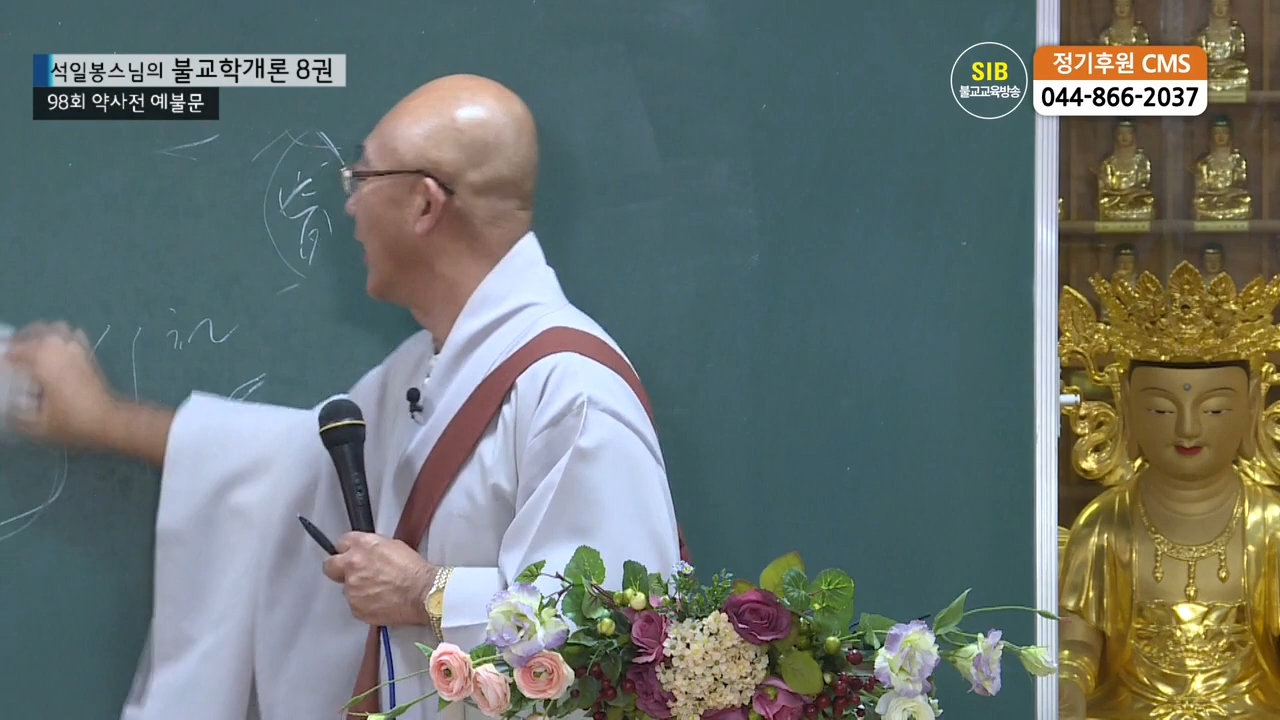 석일봉스님의 불교학개론 8권
98회 약사전 예불문
SIB
불교교육방송
정기후원 CMS
044-866-2037